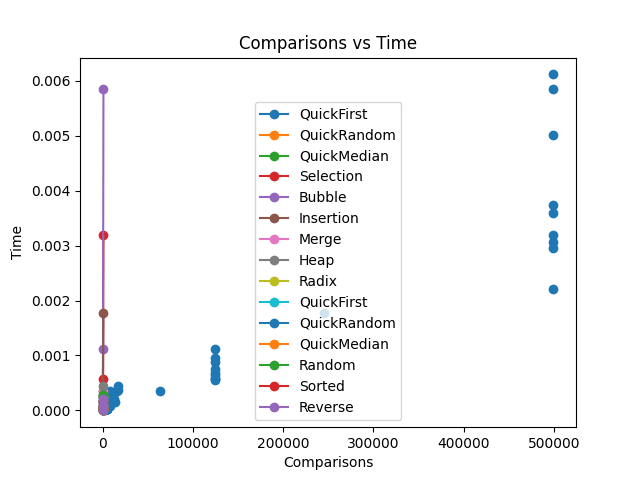 Comparisons vs Time
Time
0.006
0.005
0.004
0.003
0.002
0.001
0.000
QuickFirst
QuickRandom
QuickMedian
Selection
Bubble
Insertion
Merge
Heap
Radix
QuickFirst
QuickRandom
QuickMedian
Random
Sorted
Reverse
0 100000 200000 300000 400000 500000
Comparisons